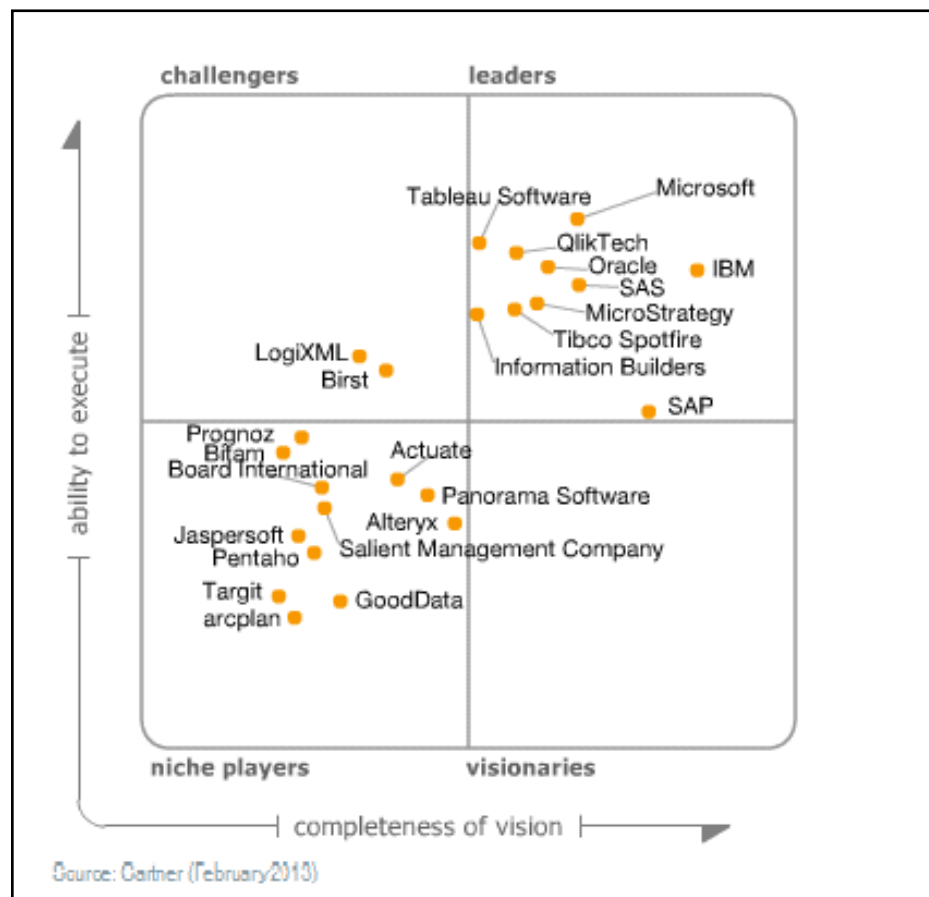 challengers
leaders
Tableau Software
Microsoft
QlikTech
Oracle
IBM
SAS
MicroStrategy
Tibco Spotfire
Information Builders
LogiXML
Birst
SAP
Prognoz
Bitam
Board International
Actuate
Panorama Software
Alteryx
Jaspersoft
Salient Management Company
Pentaho
Targit
GoodData
arcplan
ability to execute
niche players
visionaries
completeness of vision
Source: Gartner (February 2013)